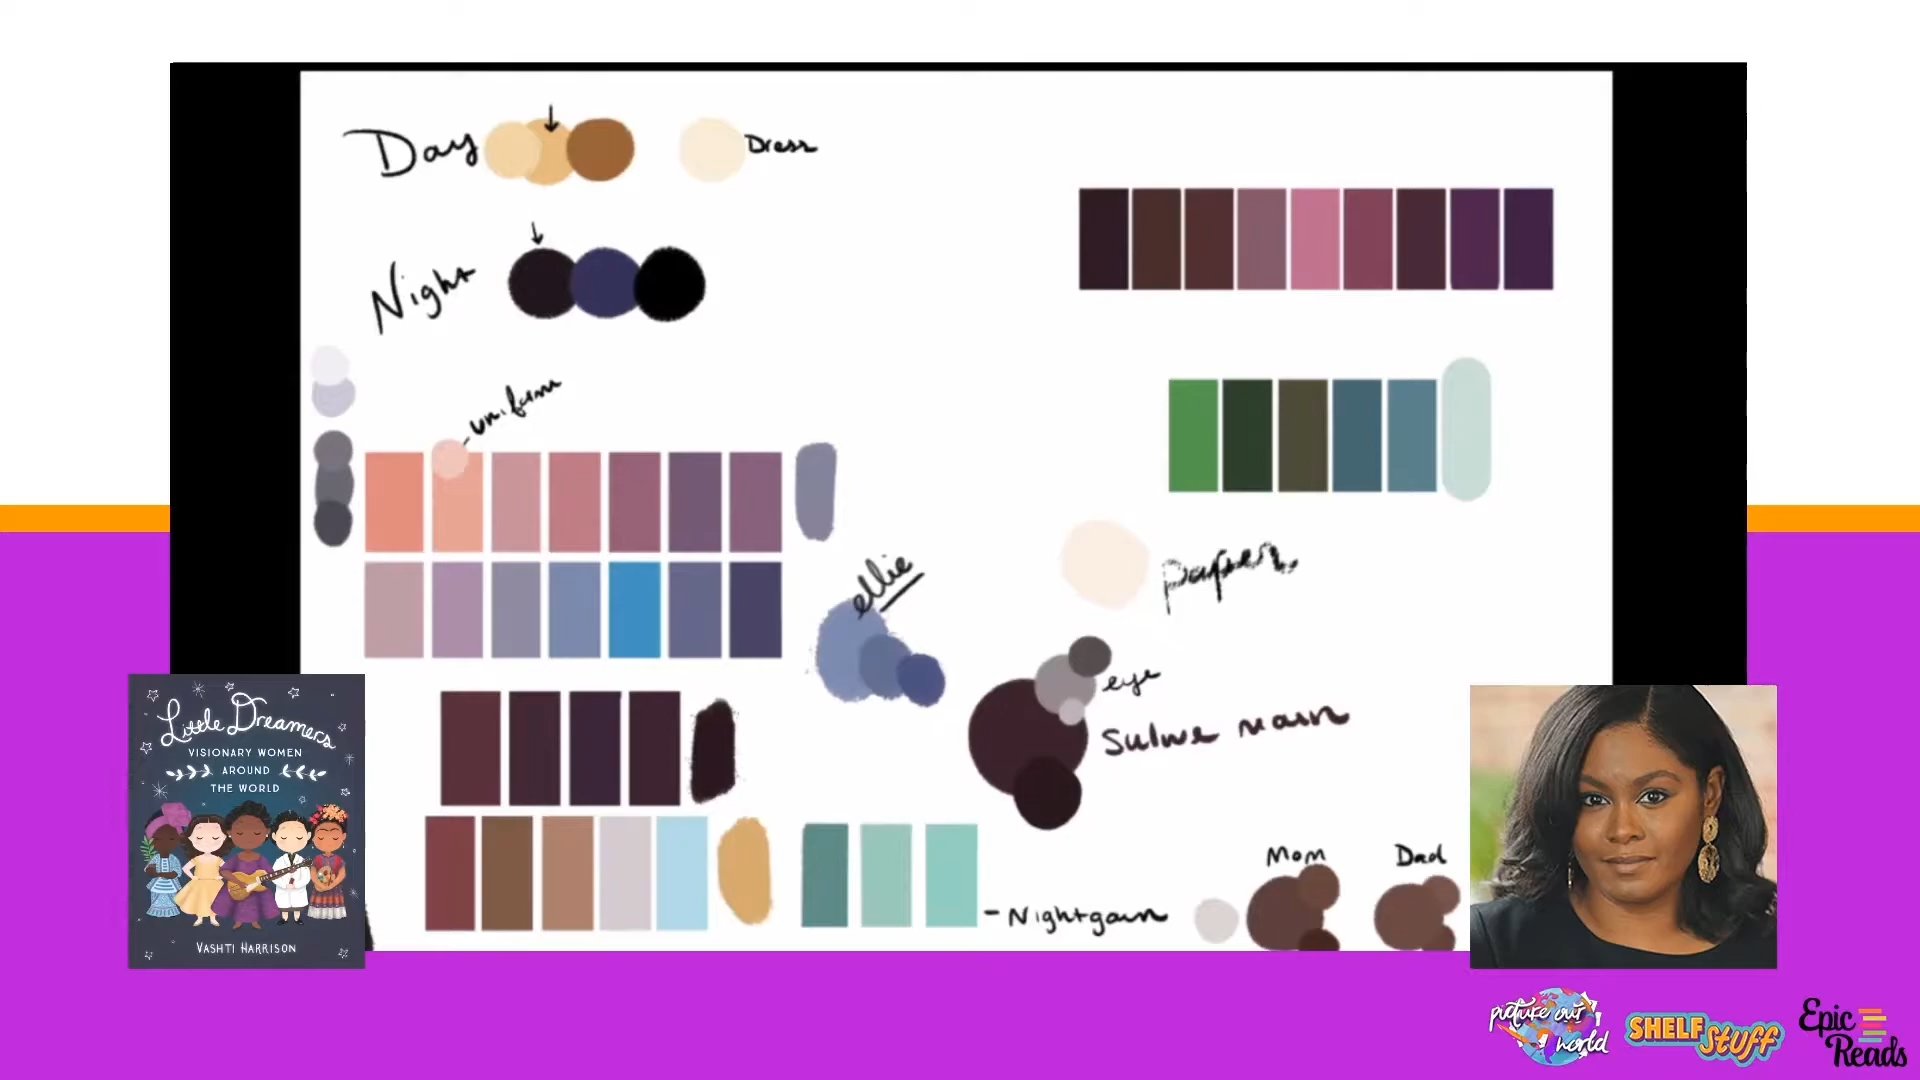 Day
Dress
Night
uniform
ellie
paper
eye
Sulwe main
Mom
Dad
- Nightgown
Little Dreamers
VISIONARY WOMEN
AROUND
THE WORLD
VASHTI HARRISON
picture our world
SHELF STUFF
Epic Reads